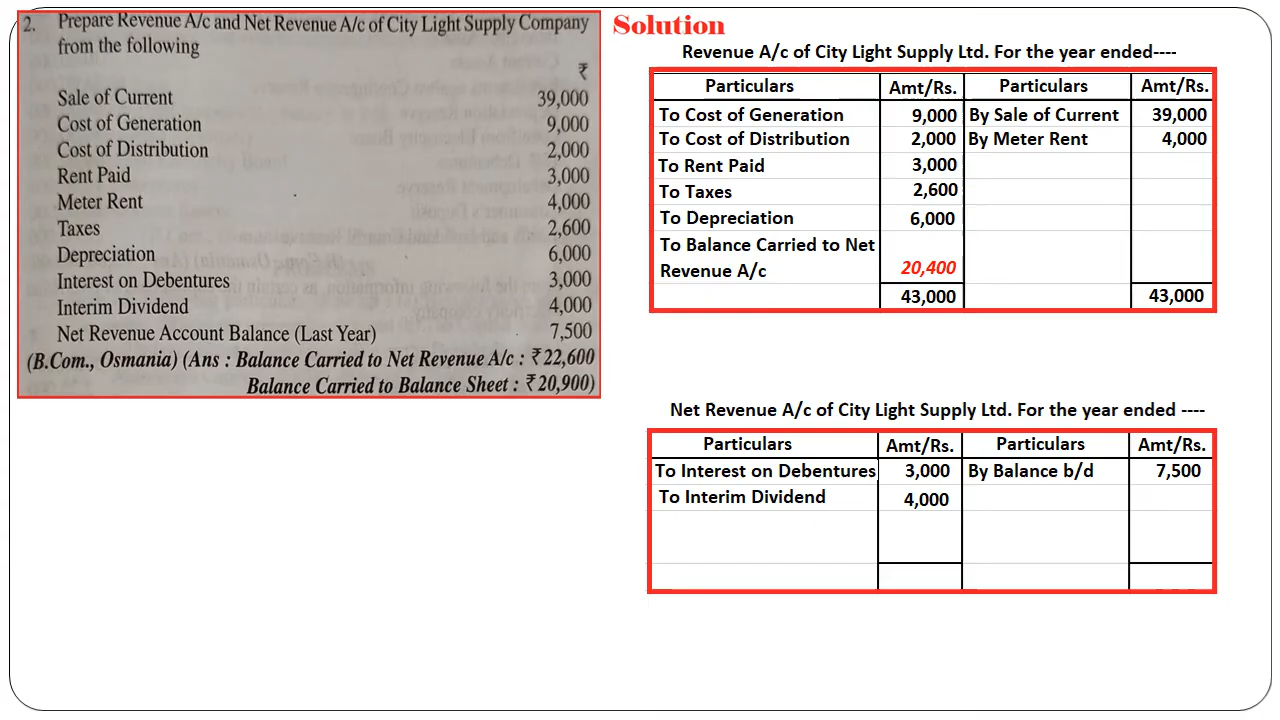 2. Prepare Revenue A/c and Net Revenue A/c of City Light Supply Company
from the following
₹
Sale of Current 39,000
Cost of Generation 9,000
Cost of Distribution 2,000
Rent Paid 3,000
Meter Rent 4,000
Taxes 2,600
Depreciation 6,000
Interest on Debentures 3,000
Interim Dividend 4,000
Net Revenue Account Balance (Last Year) 7,500
(B.Com., Osmania) (Ans : Balance Carried to Net Revenue A/c : ₹ 22,600
Balance Carried to Balance Sheet : ₹ 20,900)
Solution
Revenue A/c of City Light Supply Ltd. For the year ended----
Particulars Amt/Rs. Particulars Amt/Rs.
To Cost of Generation 9,000 By Sale of Current 39,000
To Cost of Distribution 2,000 By Meter Rent 4,000
To Rent Paid 3,000
To Taxes 2,600
To Depreciation 6,000
To Balance Carried to Net
Revenue A/c 20,400
43,000 43,000
Net Revenue A/c of City Light Supply Ltd. For the year ended ----
Particulars Amt/Rs. Particulars Amt/Rs.
To Interest on Debentures 3,000 By Balance b/d 7,500
To Interim Dividend 4,000